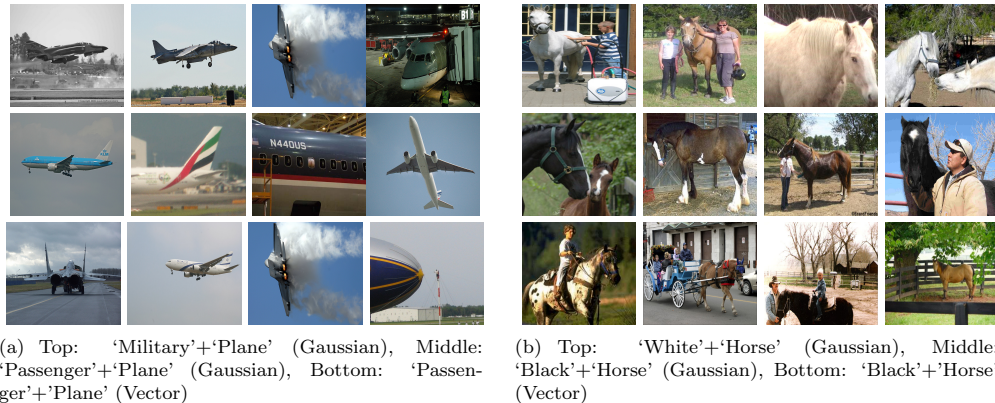 B1
N440US
(a) Top: ‘Military’+‘Plane’ (Gaussian), Middle:
‘Passenger’+‘Plane’ (Gaussian), Bottom: ‘Passen-
ger’+’Plane’ (Vector)
(b) Top: ‘White’+‘Horse’ (Gaussian), Middle:
‘Black’+‘Horse’ (Gaussian), Bottom: ‘Black’+’Horse’
(Vector)